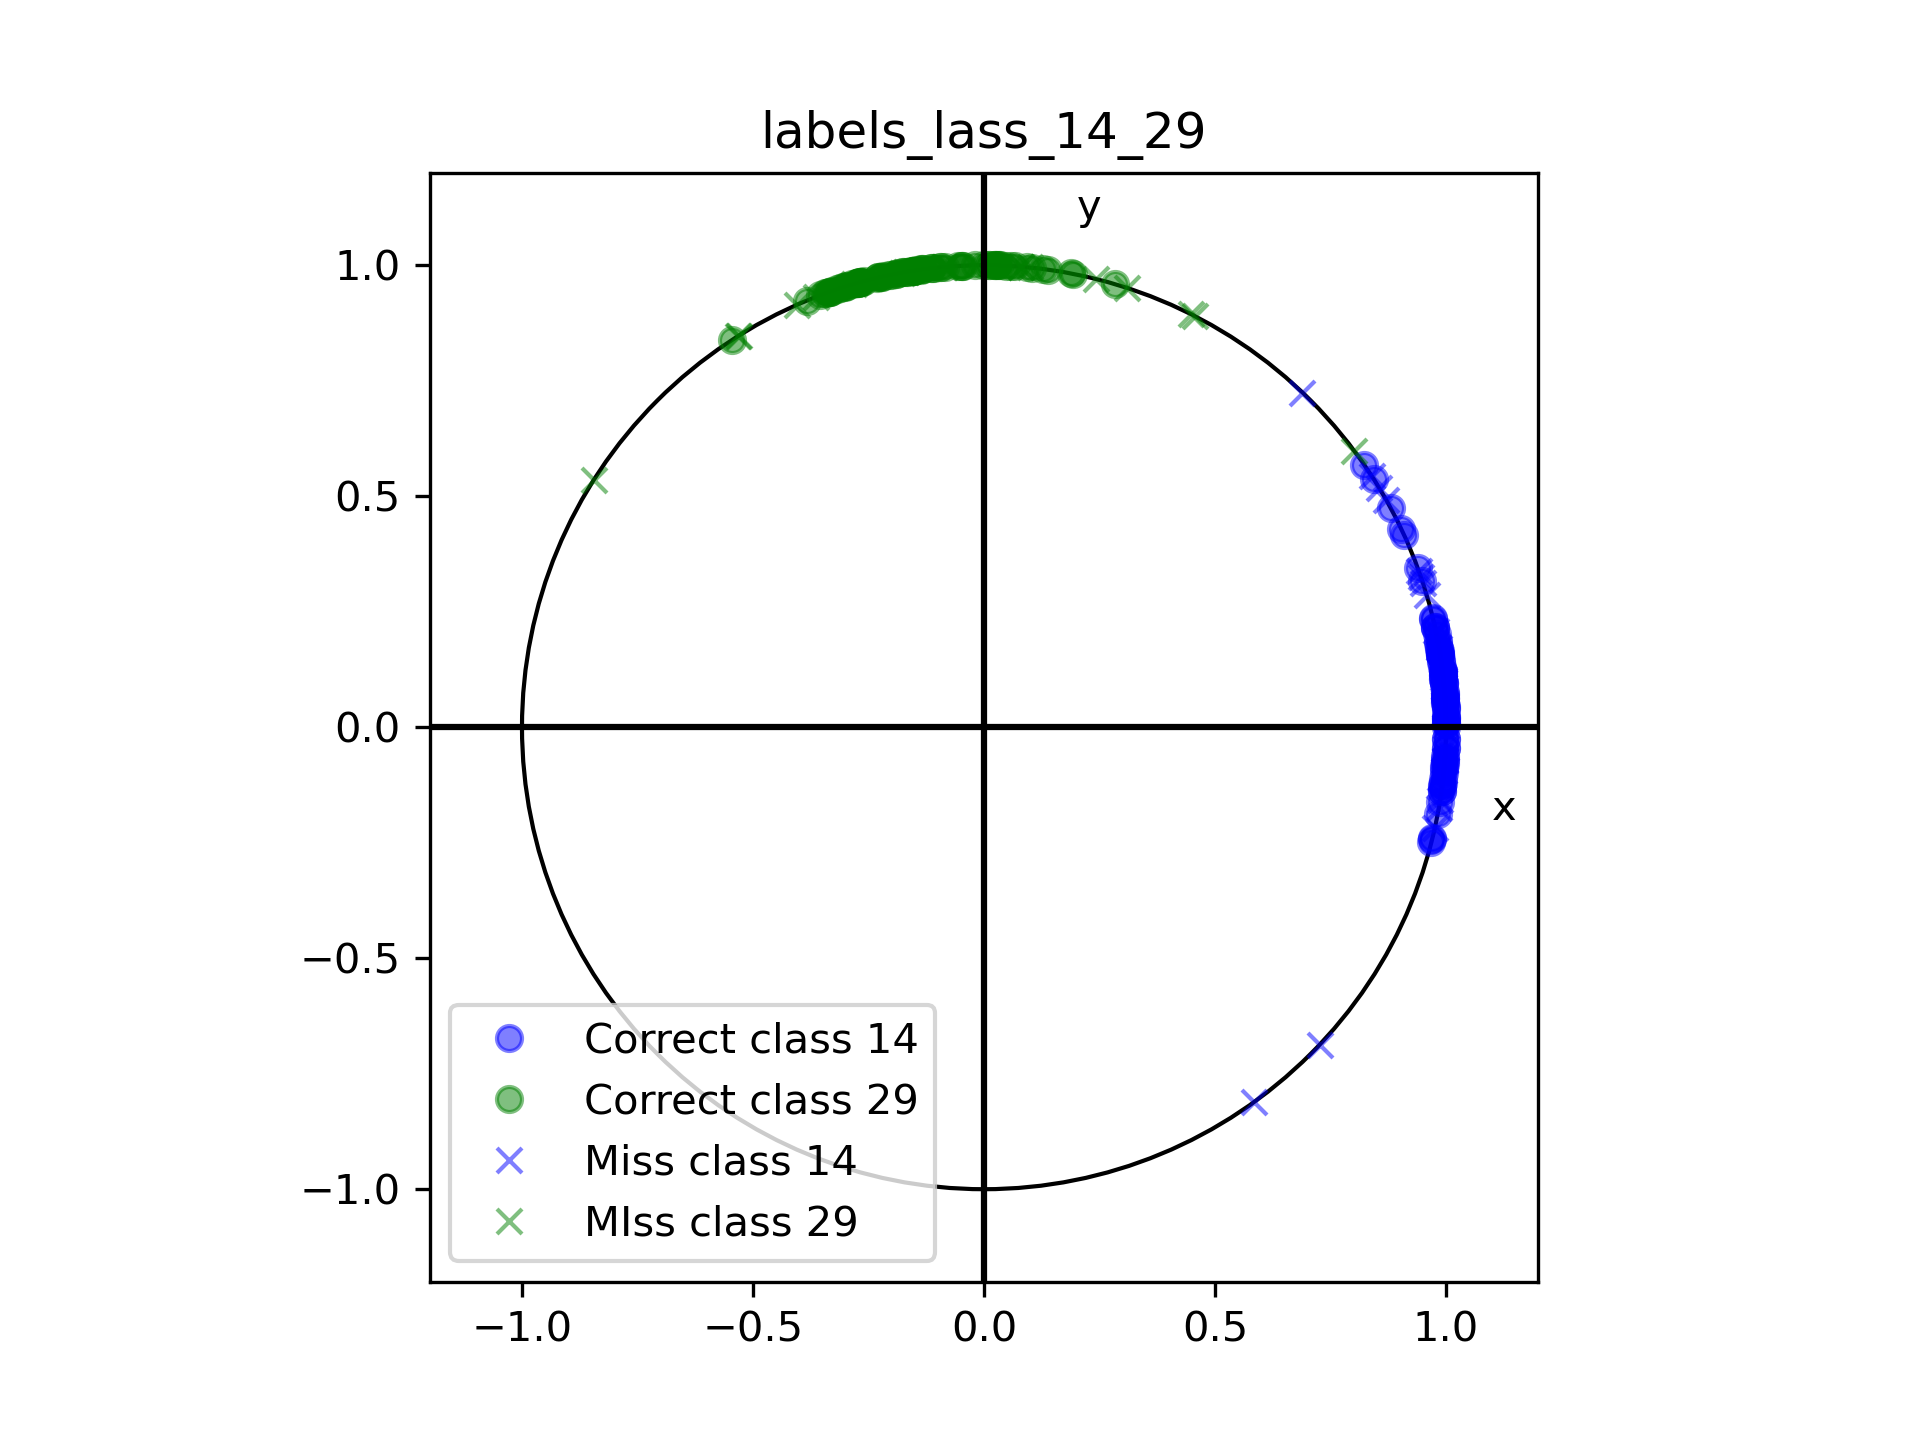 labels_lass_14_29
y
1.0
0.5
0.0
x
−0.5
−1.0
Correct class 14
Correct class 29
Miss class 14
MIss class 29
−1.0 −0.5 0.0 0.5 1.0